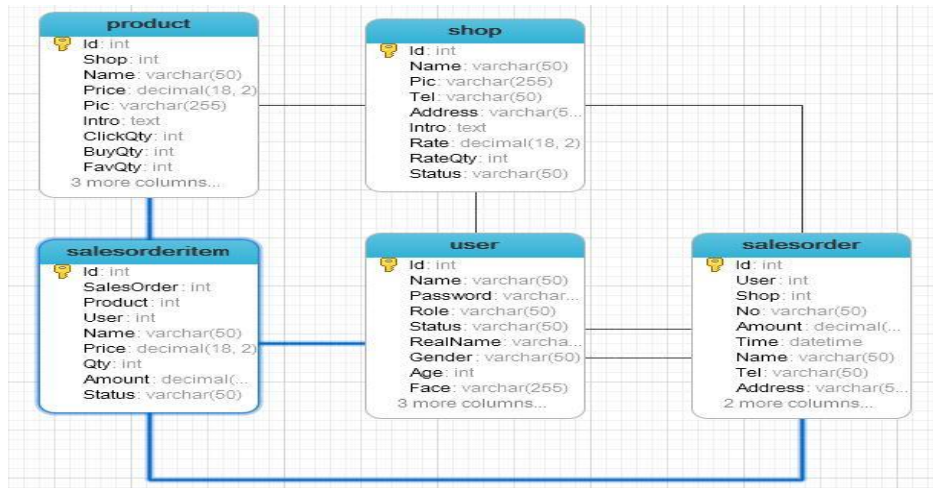 product
Id: int
Shop: int
Name: varchar(50)
Price: decimal(18, 2)
Pic: varchar(255)
Intro: text
ClickQty: int
BuyQty: int
FavQty: int
3 more columns...
shop
Id: int
Name: varchar(50)
Pic: varchar(255)
Tel: varchar(50)
Address: varchar(5...
Intro: text
Rate: decimal(18, 2)
RateQty: int
Status: varchar(50)
salesorderitem
Id: int
SalesOrder: int
Product: int
User: int
Name: varchar(50)
Price: decimal(18, 2)
Qty: int
Amount: decimal(...
Status: varchar(50)
user
Id: int
Name: varchar(50)
Password: varchar...
Role: varchar(50)
Status: varchar(50)
RealName: varcha...
Gender: varchar(50)
Age: int
Face: varchar(255)
3 more columns...
salesorder
Id: int
User: int
Shop: int
No: varchar(50)
Amount: decimal(...
Time: datetime
Name: varchar(50)
Tel: varchar(50)
Address: varchar(5...
2 more columns...